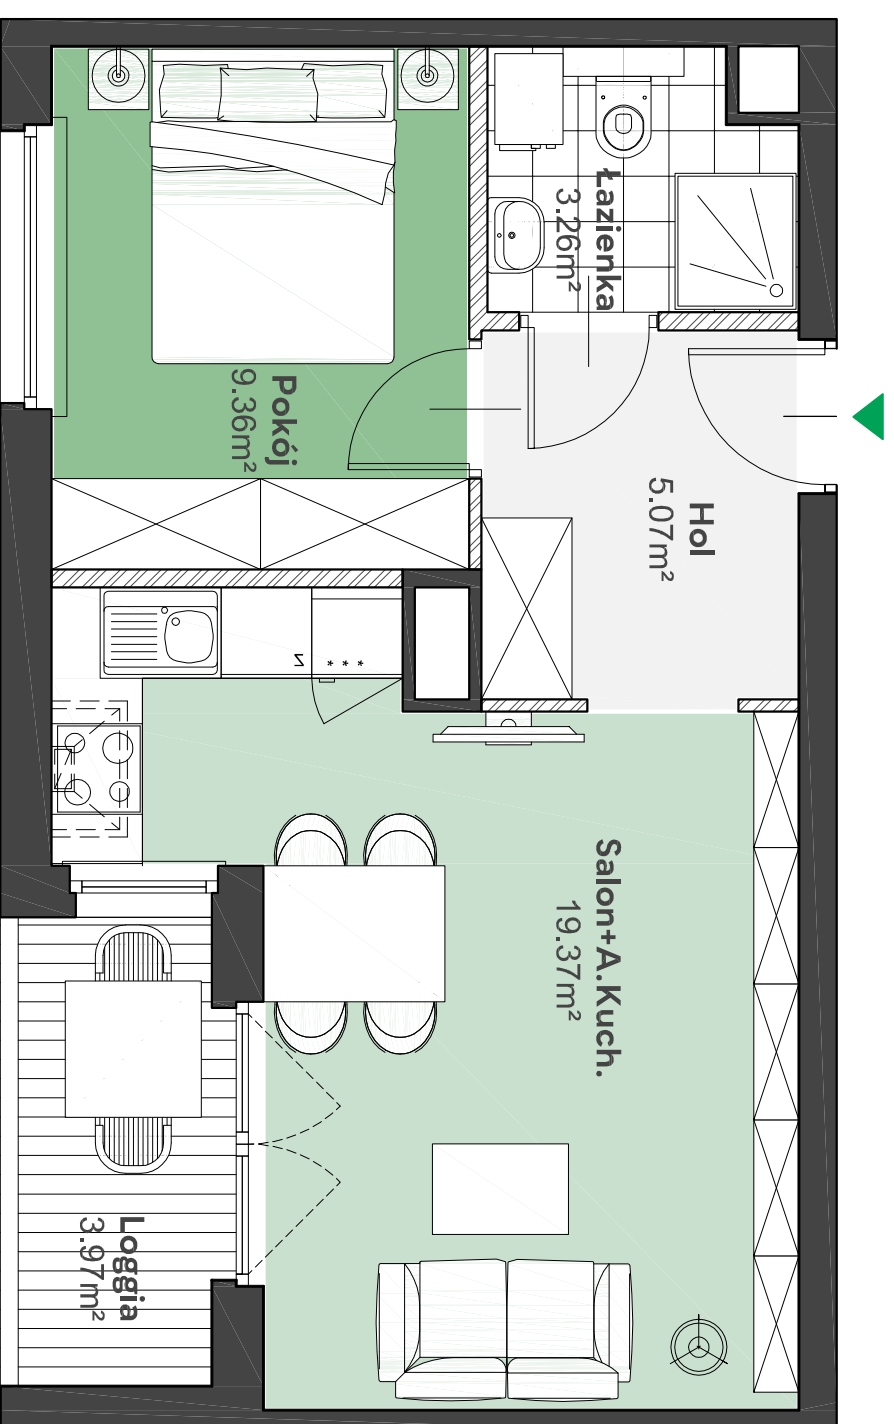 Łazienka
3.26m²
Pokój
9.36m²
Hol
5.07m²
Salon+A.Kuch.
19.37m²
Loggia
3.97m²